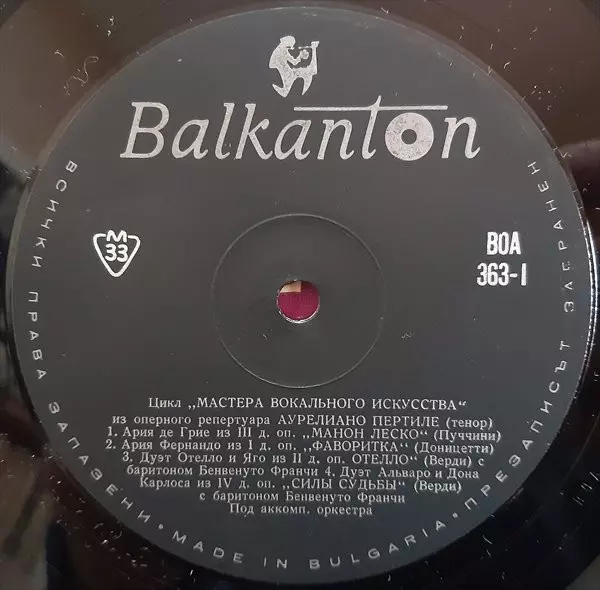 Balkanton
M
33
BOA
363-I
Цикл „МАСТЕРА ВОКАЛЬНОГО ИСКУССТВА“
из оперного репертуара АУРЕЛИАНО ПЕРТИЛЕ (тенор)
1. Ария де Грие из III д. оп. „МАНОН ЛЕСКО“ (Пуччини)
2. Ария Фернандо из I д. оп. „ФАВОРИТКА“ (Доницетти)
3. Дуэт Отелло и Яго из II д. оп. ОТЕЛЛО“ (Верди) с
баритоном Бенвенуто Франчи 4. Дуэт Альваро и Дона
Карлоса из IV д. оп. „СИЛЫ СУДЬБЫ“ (Верди)
с баритоном Бенвенуто Франчи
Под аккомп. оркестра
ВСИЧКИ ПРАВА ЗАПАЗЕНИ • MADE IN BULGARIA • ПРЕЗАПИСЪТ ЗАБРАНЕН